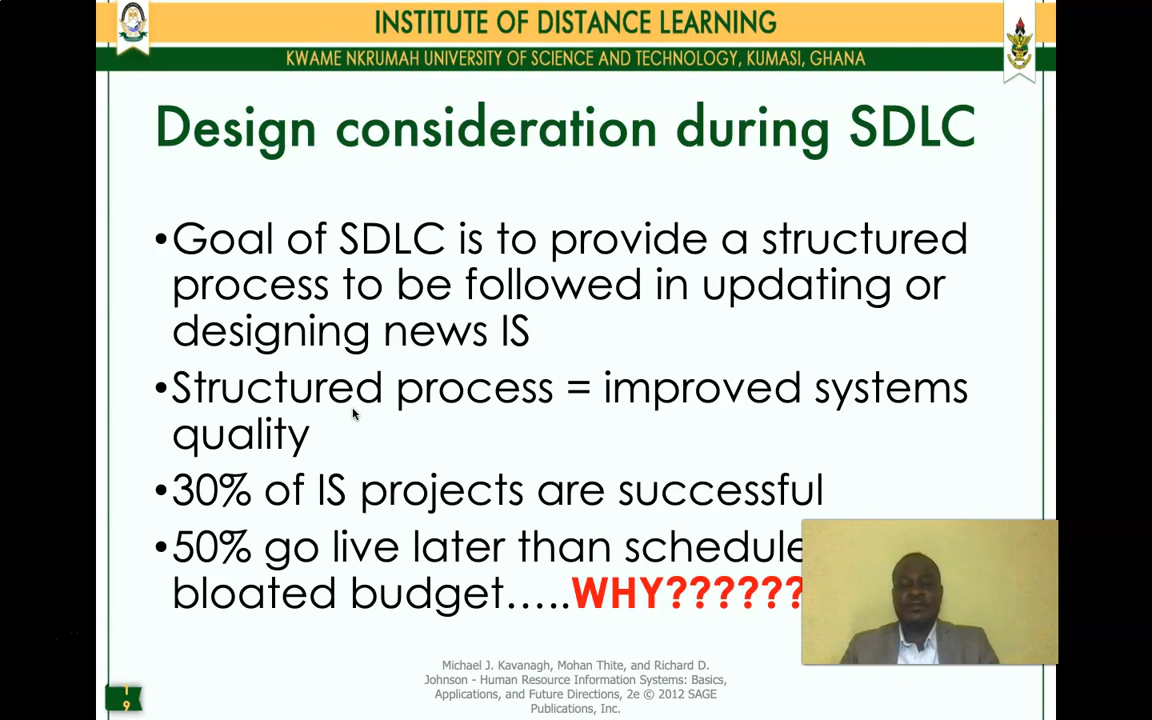 INSTITUTE OF DISTANCE LEARNING
KWAME NKRUMAH UNIVERSITY OF SCIENCE AND TECHNOLOGY, KUMASI, GHANA
Design consideration during SDLC
•Goal of SDLC is to provide a structured
process to be followed in updating or
designing news IS
•Structured process = improved systems
quality
•30% of IS projects are successful
•50% go live later than schedule
bloated budget…..WHY??????
Michael J. Kavanagh, Mohan Thite, and Richard D.
Johnson - Human Resource Information Systems: Basics,
Applications, and Future Directions, 2e © 2012 SAGE
Publications, Inc.
1
9